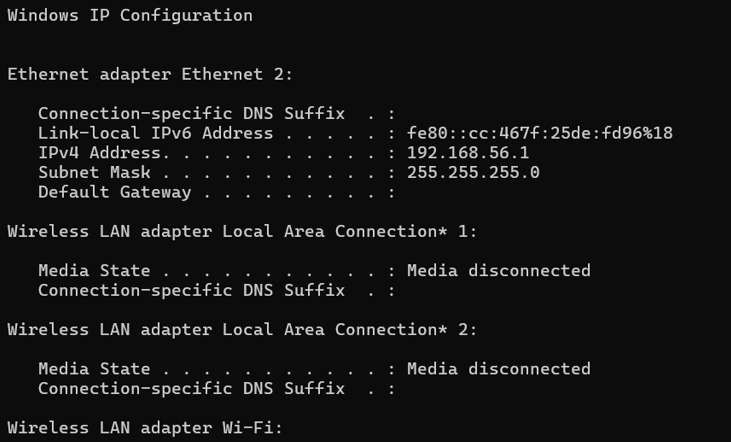 Windows IP Configuration
Ethernet adapter Ethernet 2:
Connection-specific DNS Suffix  . :
Link-local IPv6 Address . . . . . : fe80::cc:467f:25de:fd96%18
IPv4 Address. . . . . . . . . . . : 192.168.56.1
Subnet Mask . . . . . . . . . . . : 255.255.255.0
Default Gateway . . . . . . . . . :
Wireless LAN adapter Local Area Connection* 1:
Media State . . . . . . . . . . . : Media disconnected
Connection-specific DNS Suffix  . :
Wireless LAN adapter Local Area Connection* 2:
Media State . . . . . . . . . . . : Media disconnected
Connection-specific DNS Suffix  . :
Wireless LAN adapter Wi-Fi: